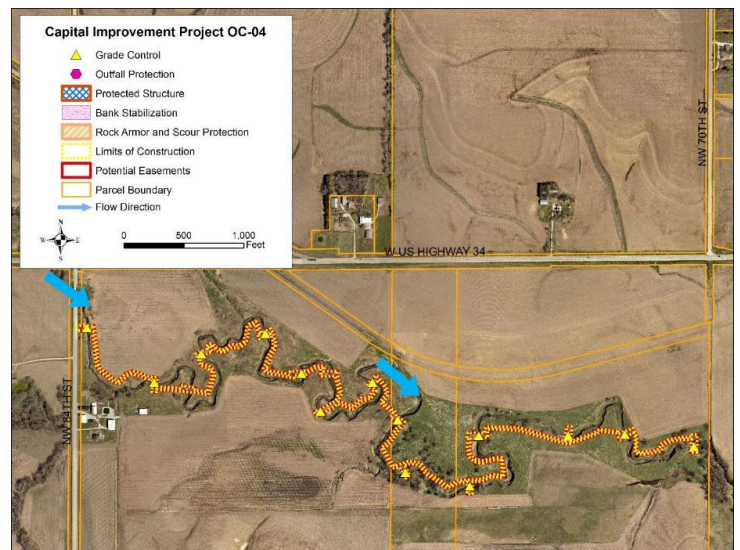 Capital Improvement Project OC-04
Grade Control
Outfall Protection
Protected Structure
Bank Stabilization
Rock Armor and Scour Protection
Limits of Construction
Potential Easements
Parcel Boundary
Flow Direction
N
W E
S
0 500 1,000
Feet
NW 70TH ST
W US HIGHWAY 34
NW 84TH ST